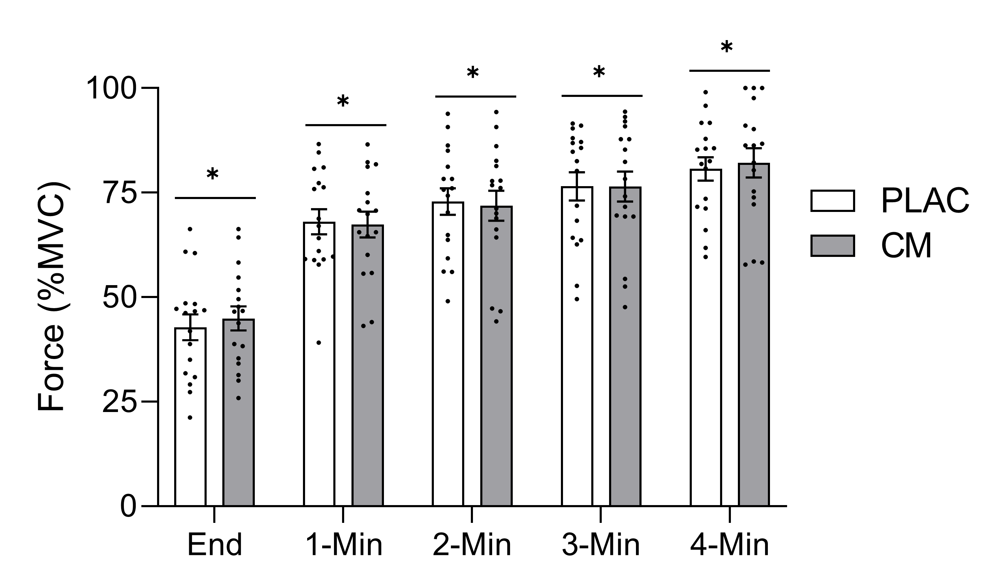 Force (%MVC)
100
75
50
25
0
*
*
*
*
*
End 1-Min 2-Min 3-Min 4-Min
PLAC
CM